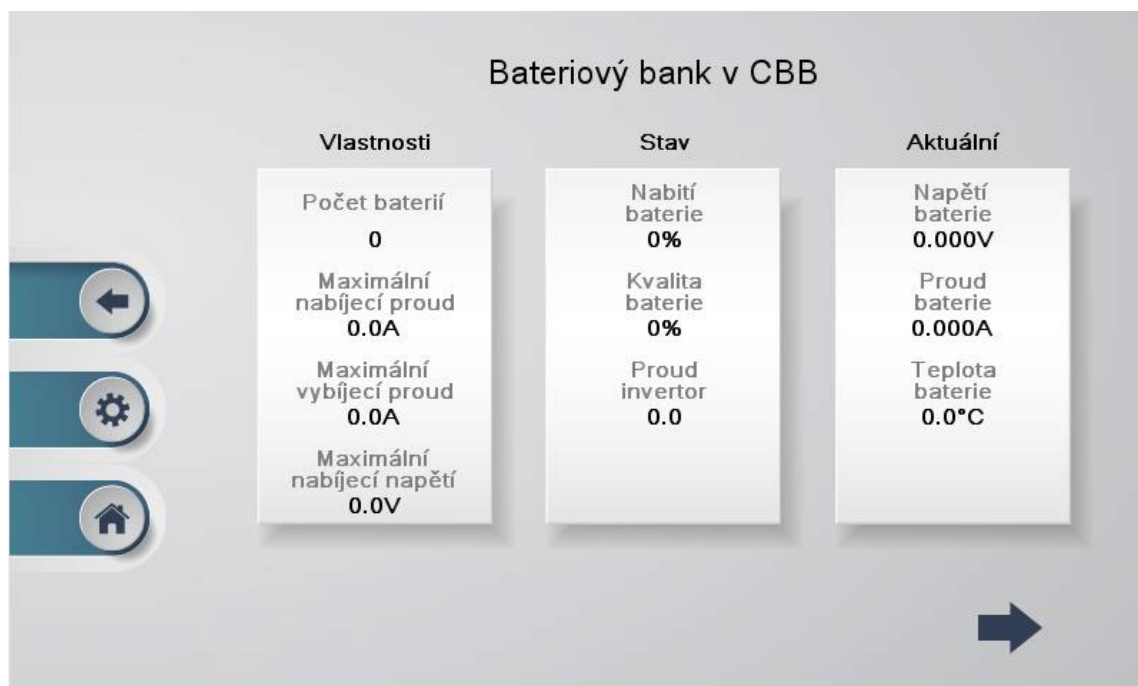 Bateriový bank v CBB
Vlastnosti
Počet baterií
0
Maximální
nabíjecí proud
0.0A
Maximální
vybíjecí proud
0.0A
Maximální
nabíjecí napětí
0.0V
Stav
Nabití
baterie
0%
Kvalita
baterie
0%
Proud
invertor
0.0
Aktuální
Napětí
baterie
0.000V
Proud
baterie
0.000A
Teplota
baterie
0.0°C